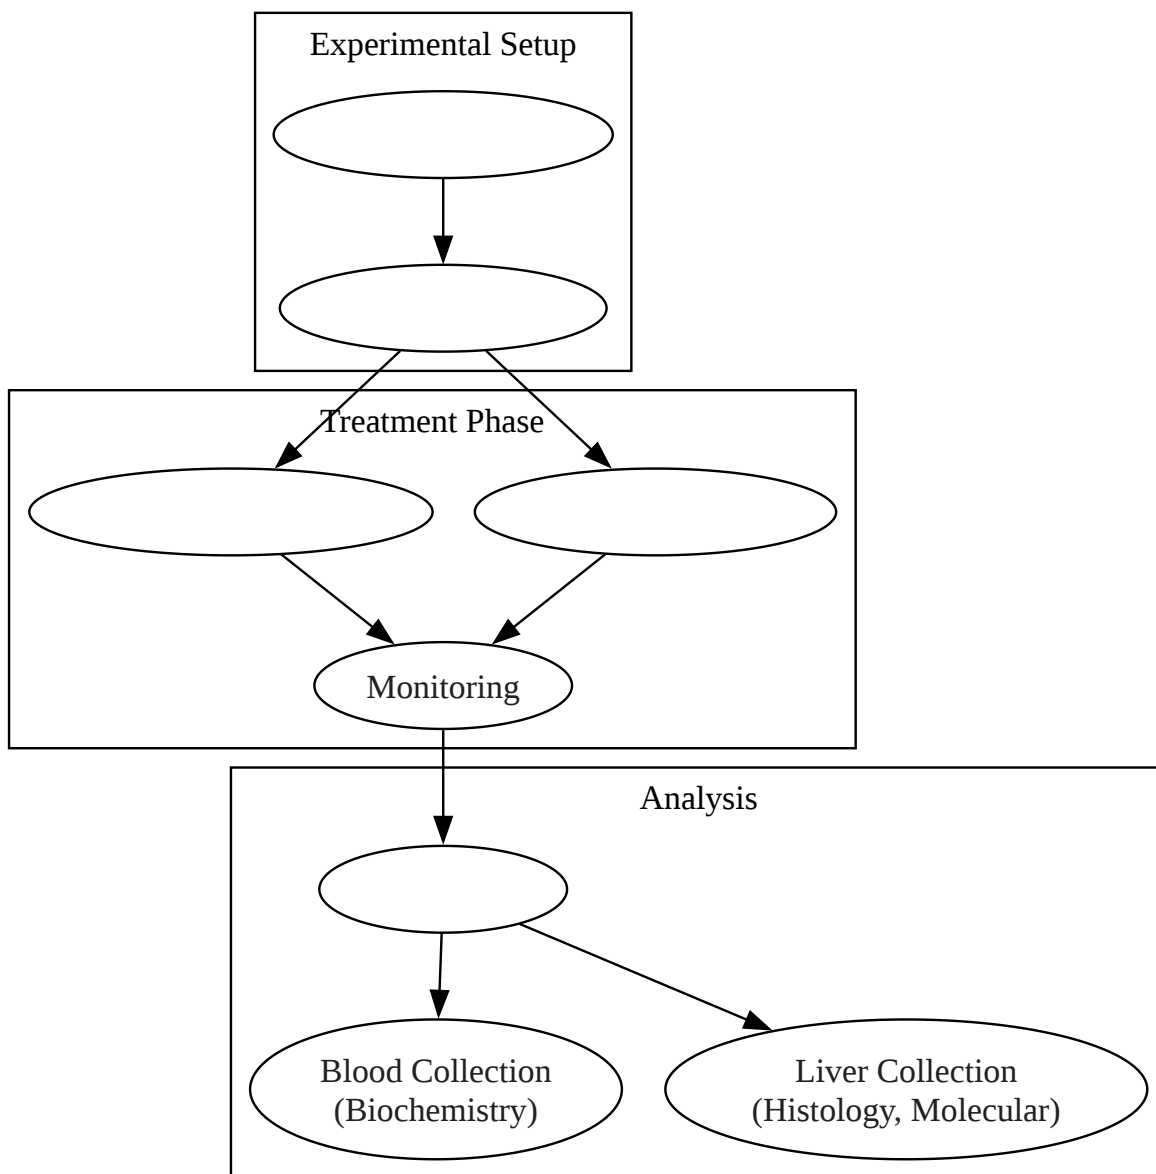 Experimental Setup
Treatment Phase
Monitoring
Analysis
Blood Collection
(Biochemistry)
Liver Collection
(Histology, Molecular)